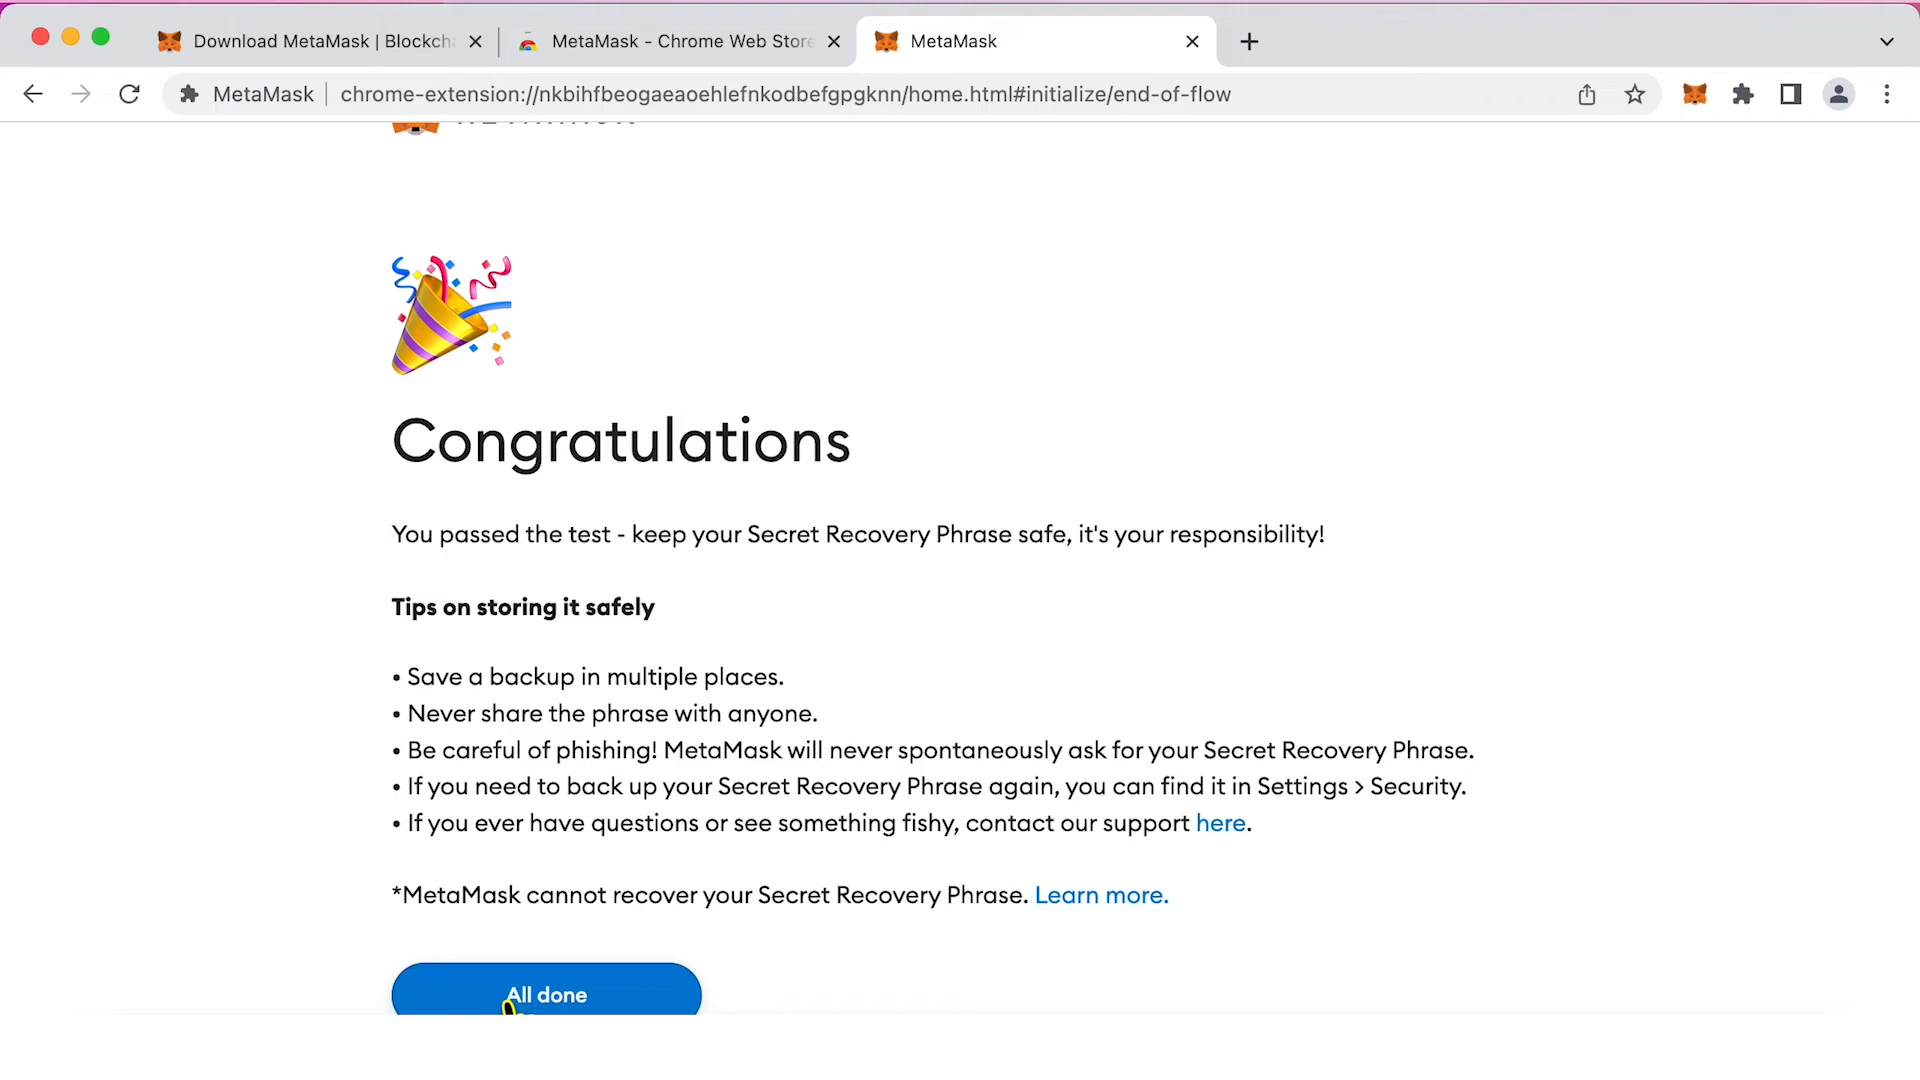 Download MetaMask | Blockcha
MetaMask - Chrome Web Store
MetaMask
MetaMask
chrome-extension://nkbihfbeogaeaoehlefnkodbefgpgknn/home.html#initialize/end-of-flow
Congratulations
You passed the test - keep your Secret Recovery Phrase safe, it's your responsibility!
Tips on storing it safely
• Save a backup in multiple places.
• Never share the phrase with anyone.
• Be careful of phishing! MetaMask will never spontaneously ask for your Secret Recovery Phrase.
• If you need to back up your Secret Recovery Phrase again, you can find it in Settings > Security.
• If you ever have questions or see something fishy, contact our support here.
*MetaMask cannot recover your Secret Recovery Phrase. Learn more.
All done